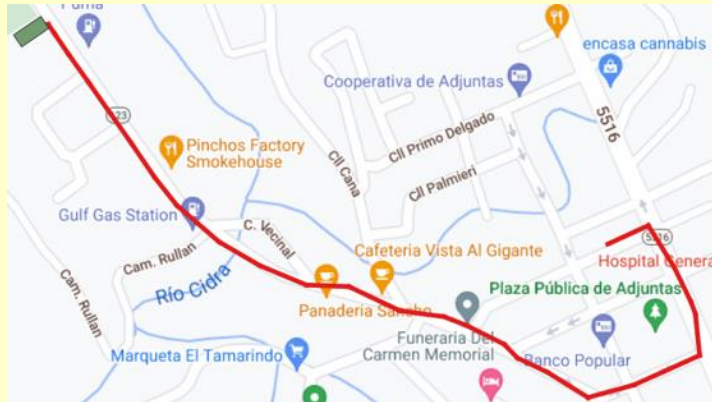 Puma
encasa cannabis
Cooperativa de Adjuntas
5516
Cll Primo Delgado
Pinchos Factory
Smokehouse
Cll Cana
Cll Palmieri
Gulf Gas Station
C. Vecinal
Cam. Rullan
Cafeteria Vista Al Gigante
5516
Hospital Genera
Río Cidra
Cam. Rullan
Plaza Pública de Adjuntas
Panaderia Sancho
Funeraria Del
Carmen Memorial
Marqueta El Tamarindo
Banco Popular